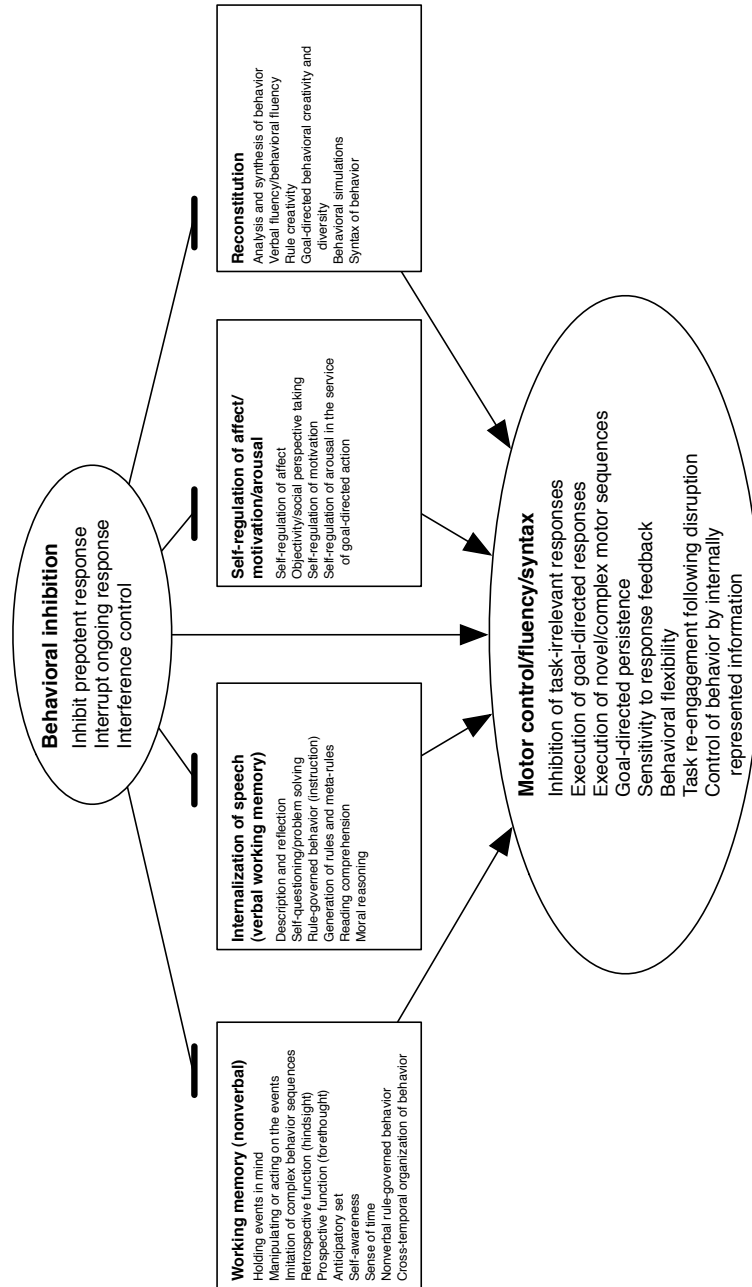 Behavioral inhibition
Inhibit prepotent response
Interrupt ongoing response
Interference control
Working memory (nonverbal)
Holding events in mind
Manipulating or acting on the events
Imitation of complex behavior sequences
Retrospective function (hindsight)
Prospective function (forethought)
Anticipatory set
Self-awareness
Sense of time
Nonverbal rule-governed behavior
Cross-temporal organization of behavior
Internalization of speech
(verbal working memory)
Description and reflection
Self-questioning/problem solving
Rule-governed behavior (instruction)
Generation of rules and meta-rules
Reading comprehension
Moral reasoning
Self-regulation of affect/
motivation/arousal
Self-regulation of affect
Objectivity/social perspective taking
Self-regulation of motivation
Self-regulation of arousal in the service
of goal-directed action
Reconstitution
Analysis and synthesis of behavior
Verbal fluency/behavioral fluency
Rule creativity
Goal-directed behavioral creativity and
diversity
Behavioral simulations
Syntax of behavior
Motor control/fluency/syntax
Inhibition of task-irrelevant responses
Execution of goal-directed responses
Execution of novel/complex motor sequences
Goal-directed persistence
Sensitivity to response feedback
Behavioral flexibility
Task re-engagement following disruption
Control of behavior by internally
represented information